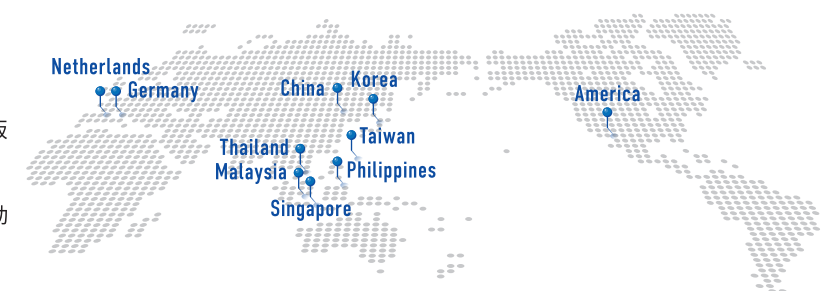 Netherlands
Germany
China
Korea
America
Taiwan
Thailand
Malaysia
Philippines
Singapore